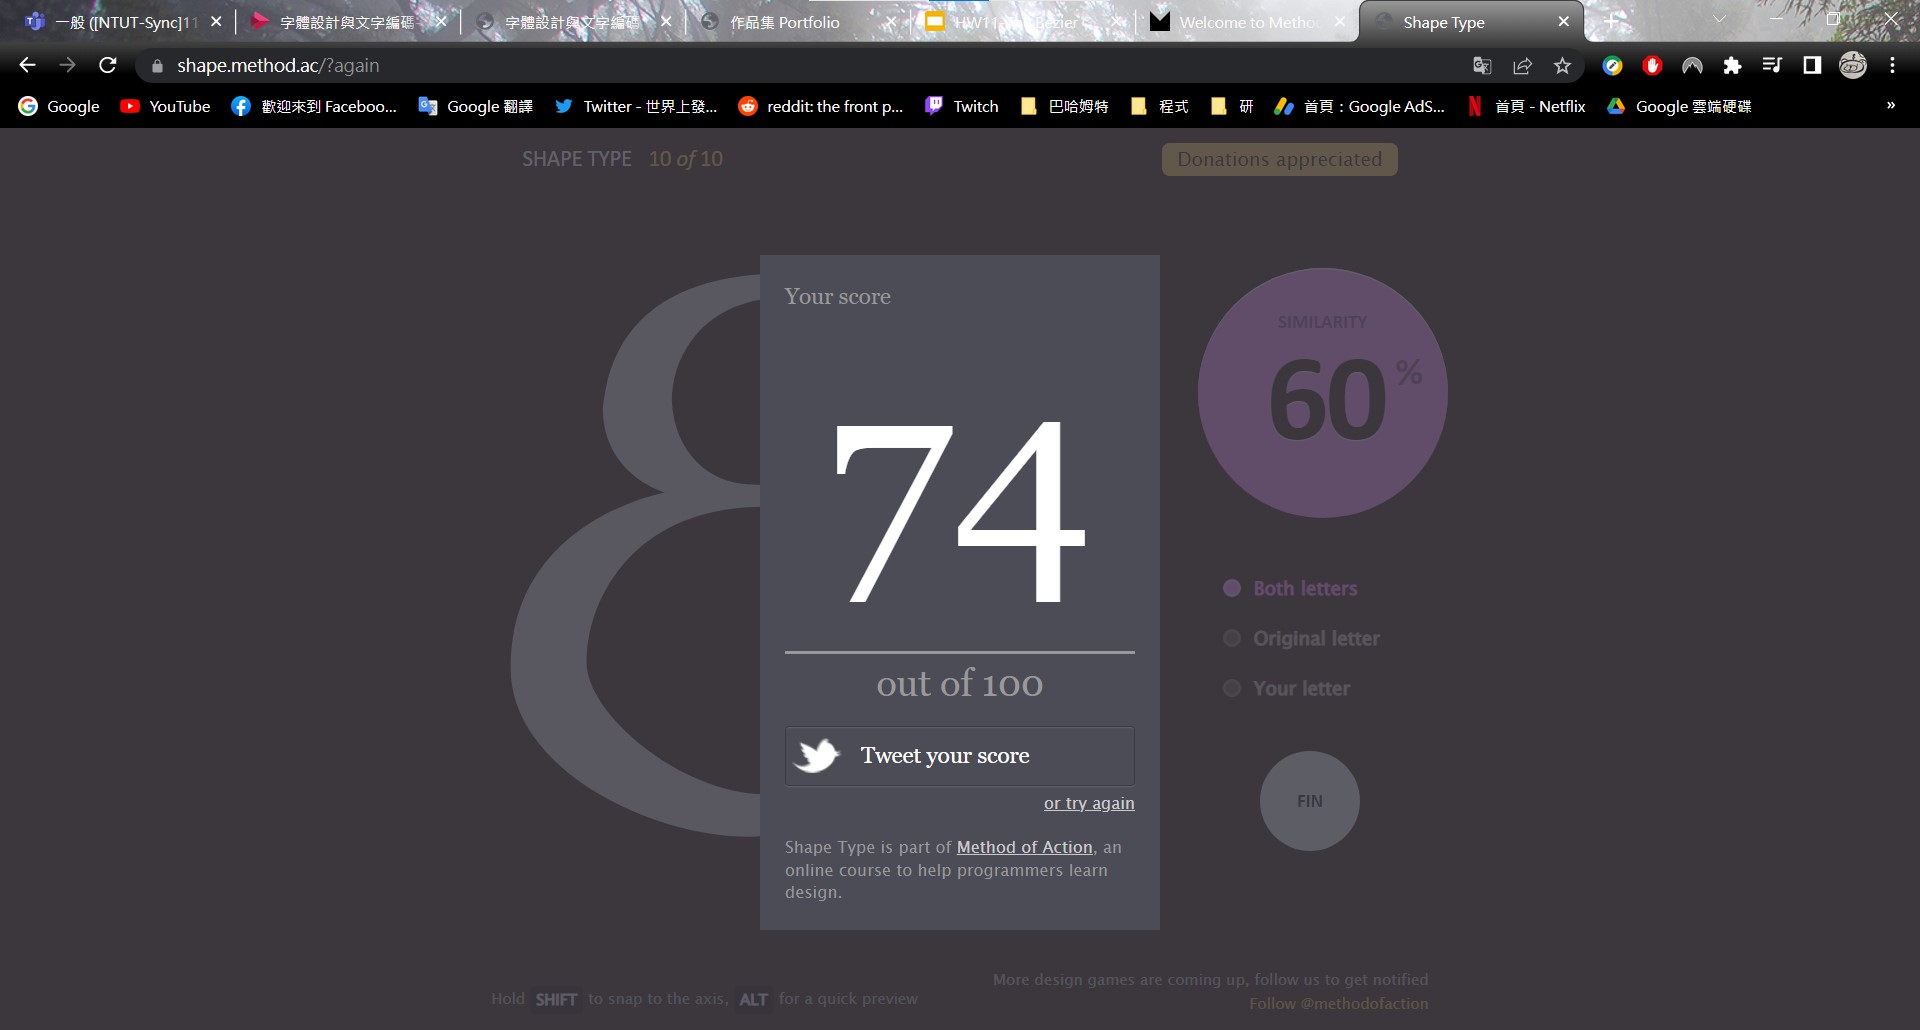 一般 ([NTUT-Sync]11
字體設計與文字編碼
字體設計與文字編碼
作品集 Portfolio
Welcome to Metho
Shape Type
shape.method.ac/?again
Google
YouTube
歡迎來到 Faceboo...
Google 翻譯
Twitter - 世界上發...
reddit: the front p...
Twitch
巴哈姆特
程式
研
首頁：Google AdS...
首頁 - Netflix
Google 雲端硬碟
»
SHAPE TYPE 10 of 10
Donations appreciated
Your score
74
out of 100
Tweet your score
or try again
Shape Type is part of Method of Action, an
online course to help programmers learn
design.
SIMILARITY
60%
Both letters
Original letter
Your letter
FIN
More design games are coming up, follow us to get notified
Hold SHIFT to snap to the axis, ALT for a quick preview
Follow @methodofaction